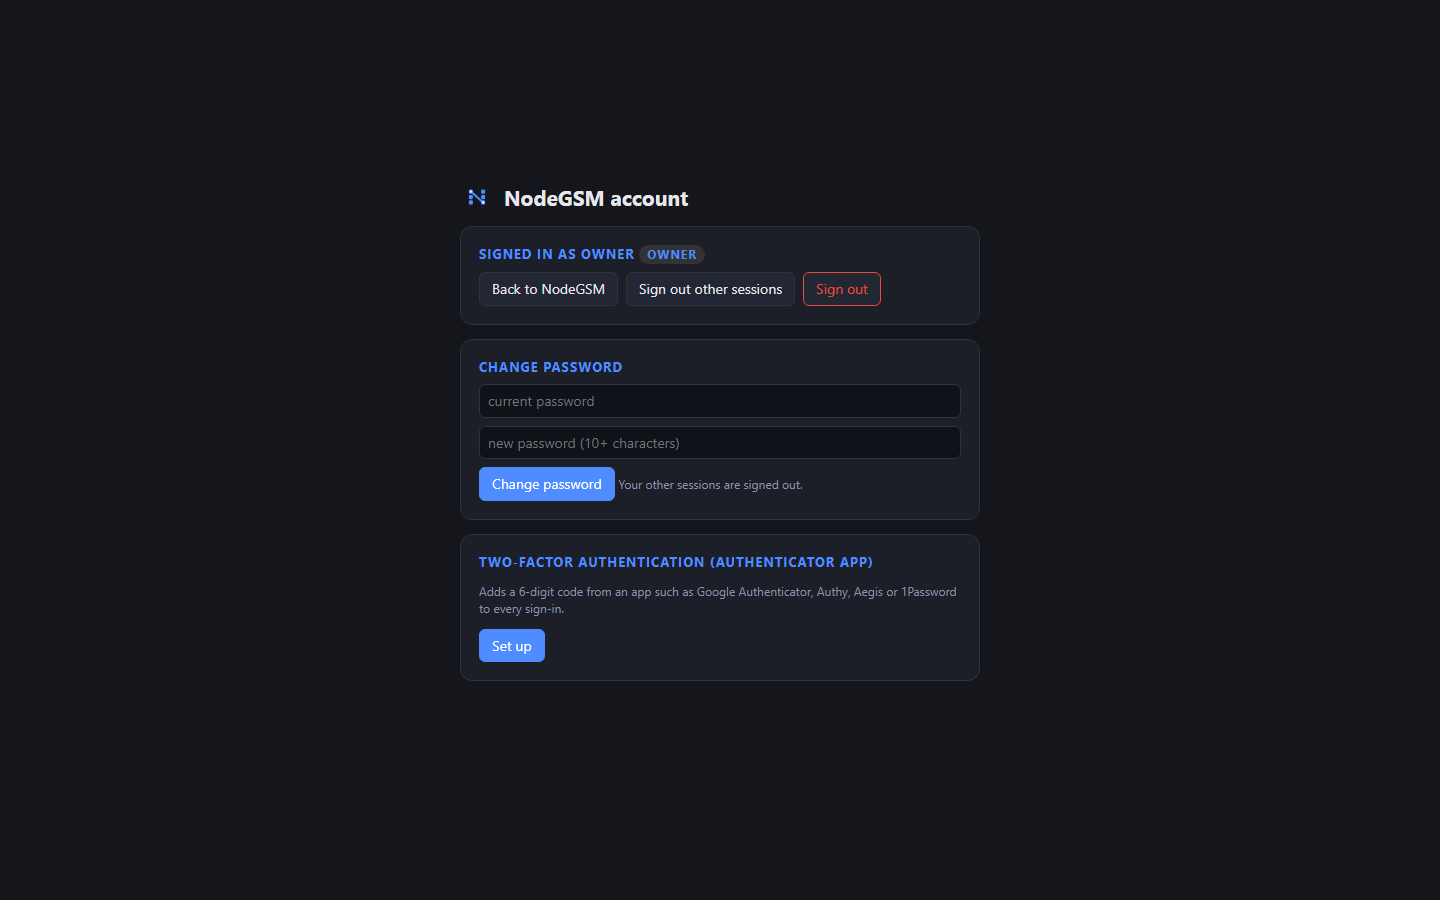 NodeGSM account
SIGNED IN AS OWNER OWNER
Back to NodeGSM Sign out other sessions Sign out
CHANGE PASSWORD
current password
new password (10+ characters)
Change password Your other sessions are signed out.
TWO-FACTOR AUTHENTICATION (AUTHENTICATOR APP)
Adds a 6-digit code from an app such as Google Authenticator, Authy, Aegis or 1Password
to every sign-in.
Set up